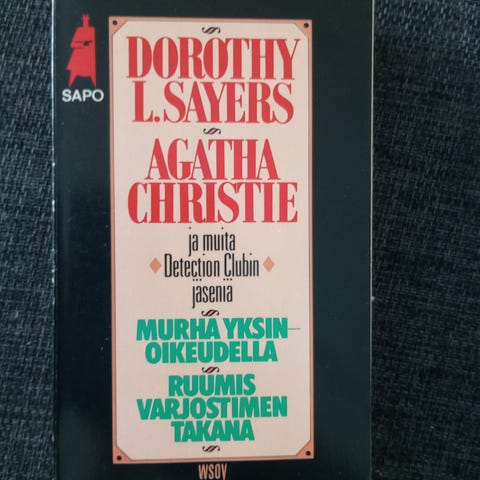 SAPO
DOROTHY
L. SAYERS
AGATHA
CHRISTIE
ja muita
Detection Clubin
jäseniä
MURHA YKSIN-
OIKEUDELLA
RUUMIS
VARJOSTIMEN
TAKANA
WSOY